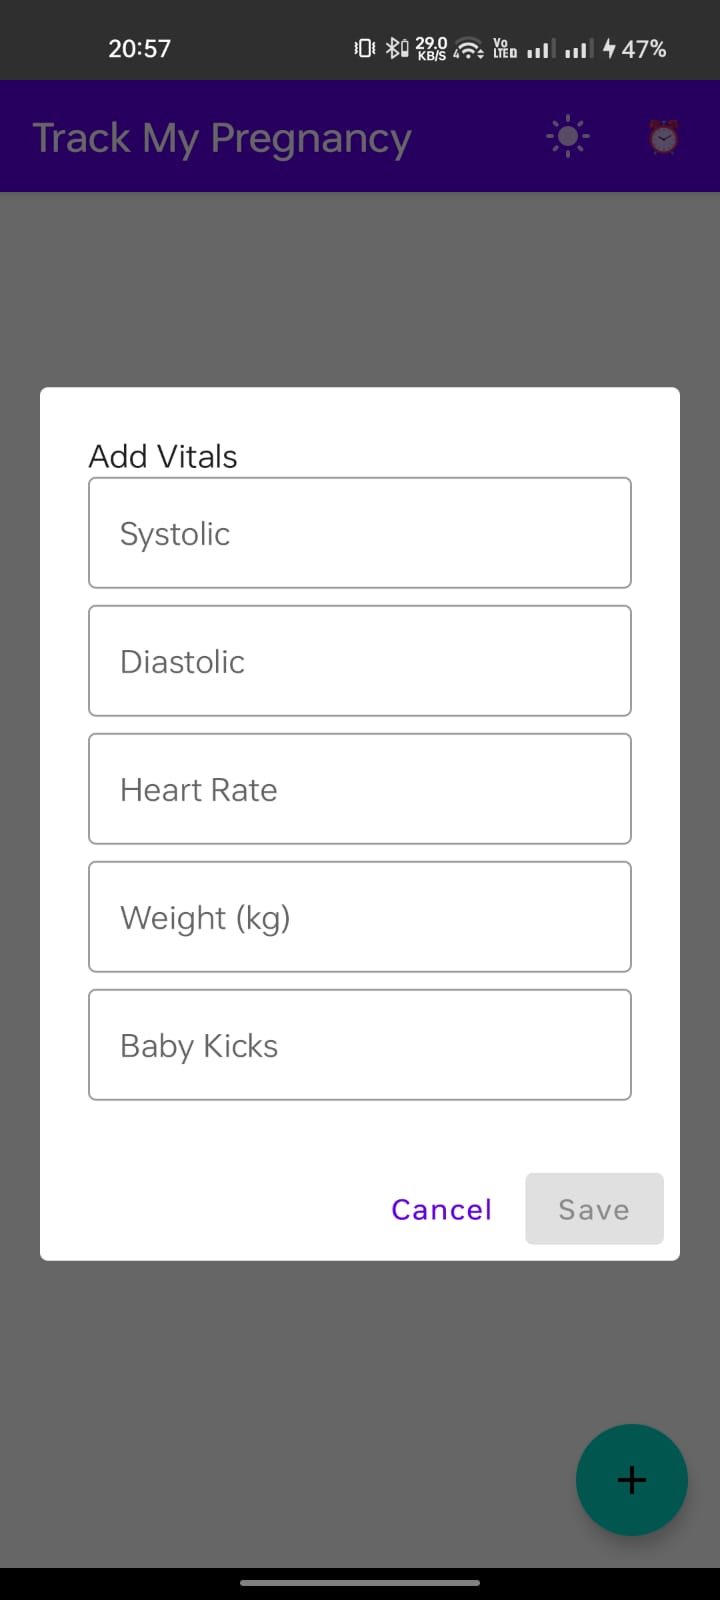 20:57 29.0 KB/S 4 Vo LTE D 47%
Track My Pregnancy
Add Vitals
Systolic
Diastolic
Heart Rate
Weight (kg)
Baby Kicks
Cancel Save
+